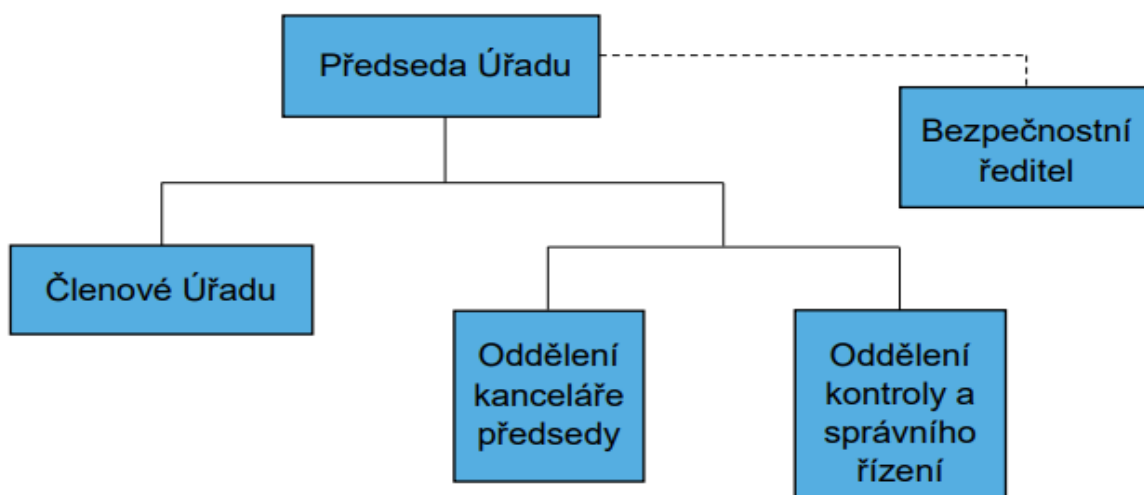 Předseda Úřadu
Bezpečnostní
ředitel
Členové Úřadu
Oddělení
kanceláře
předsedy
Oddělení
kontroly a
správního
řízení